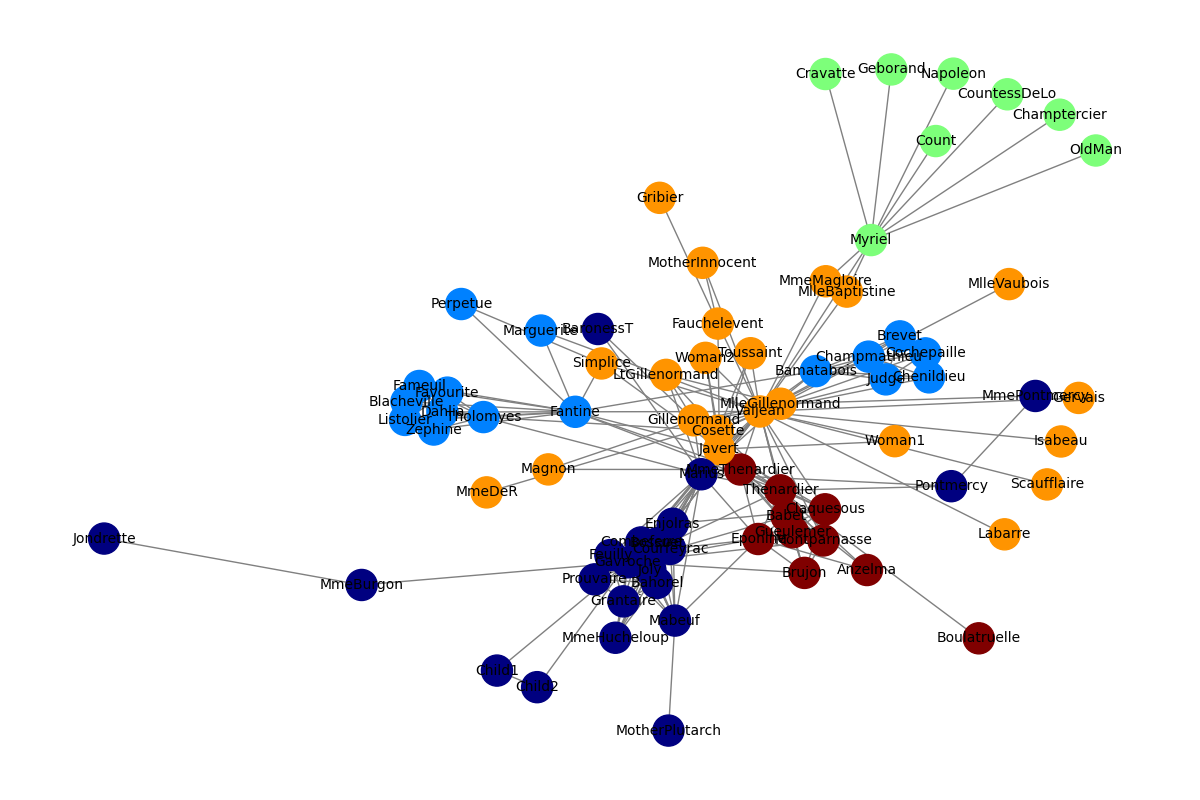 Geborand
Cravatte
Napoleon
CountessDeLo
Champtercier
Count
OldMan
Gribier
Myriel
MotherInnocent
MmeMagloire
MlleBaptistine
MlleVaubois
Perpetue
Marguerite
BaronessT
Fauchelevent
Brevet
Toussaint
Cochepaille
Woman2
Champmathieu
Simplice
LtGillenormand
Bamatabois
Judge
Chenildieu
Fameuil
Favourite
Blacheville
MmePontmercy
Gervais
MlleGillenormand
Dahlia
Fantine
Valjean
Tholomyes
Listolier
Gillenormand
Zephine
Cosette
Woman1
Isabeau
Javert
Magnon
MmeThenardier
Marius
Scaufflaire
Pontmercy
Thenardier
MmeDeR
Claquesous
Babet
Enjolras
Gueulemer
Labarre
Jondrette
Eponine
Montparnasse
Combeferre
Bossuet
Courfeyrac
Feuilly
Gavroche
Joly
Anzelma
Brujon
Prouvaire
Bahorel
MmeBurgon
Grantaire
Mabeuf
MmeHucheloup
Boulatruelle
Child1
Child2
MotherPlutarch